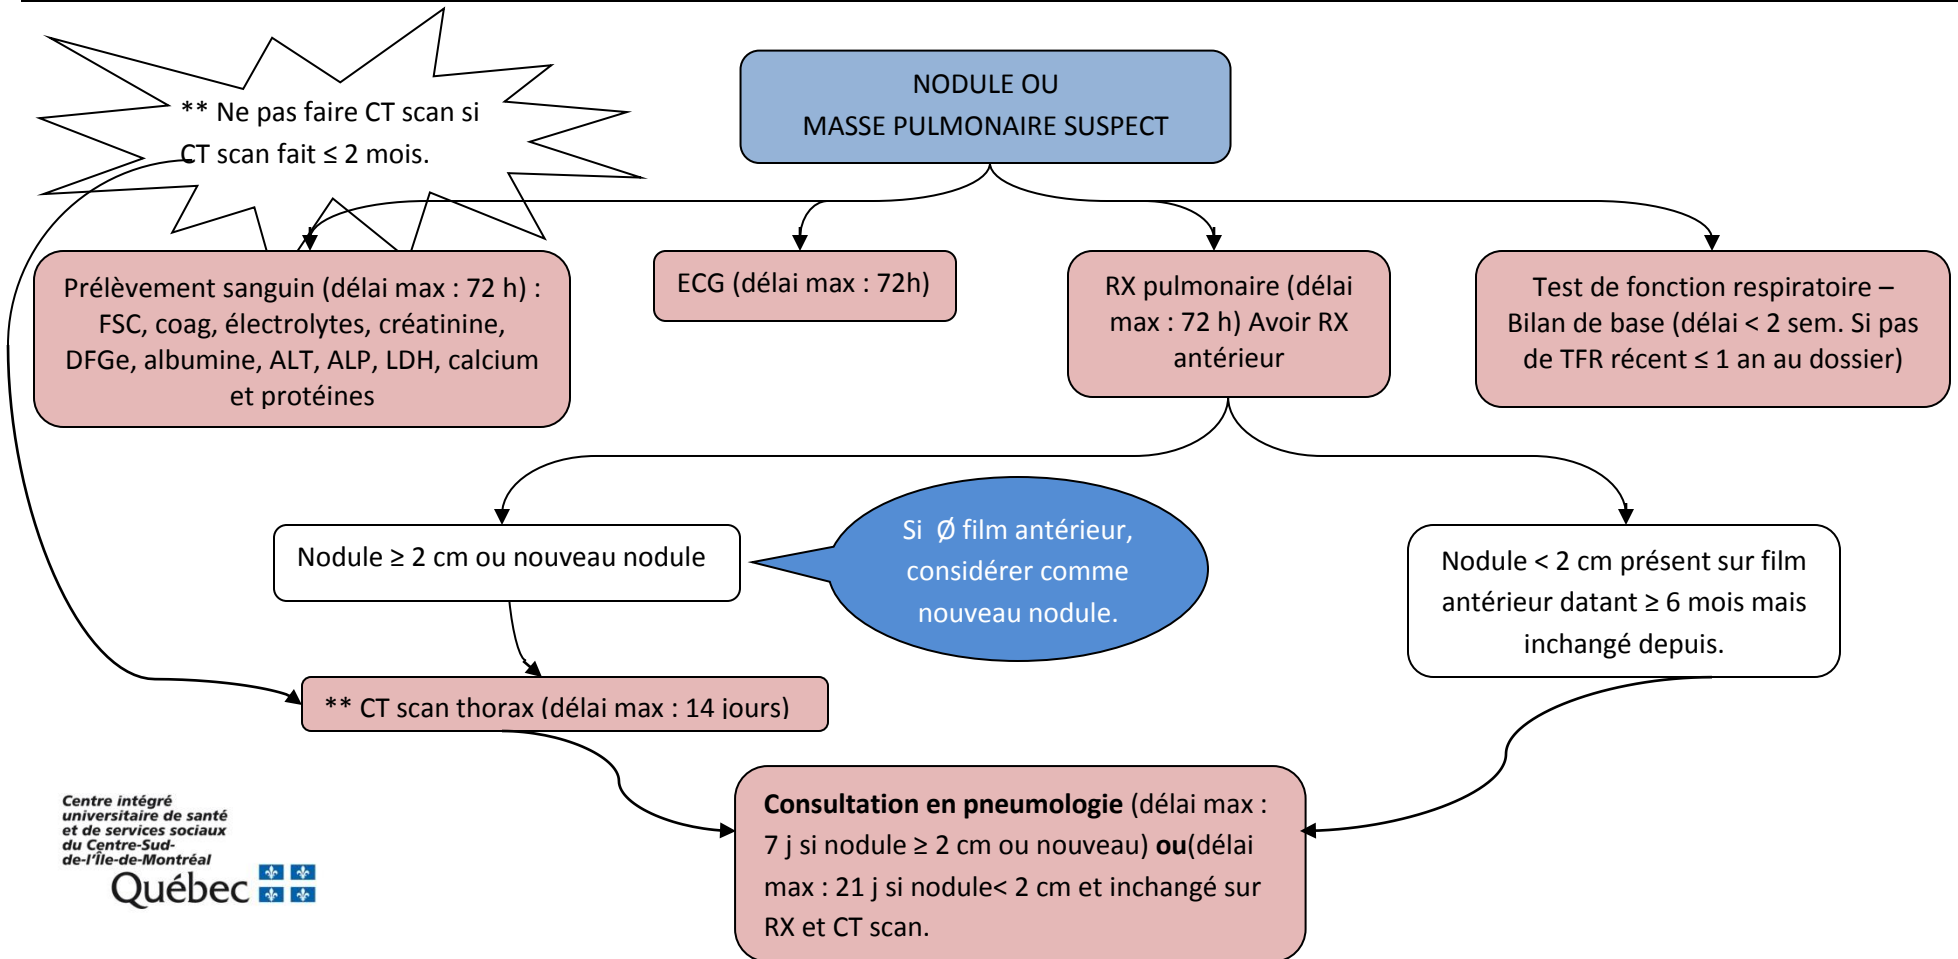 ** Ne pas faire CT scan si
CT scan fait ≤ 2 mois.
NODULE OU
MASSE PULMONAIRE SUSPECT
Prélèvement sanguin (délai max : 72 h) :
FSC, coag, électrolytes, créatinine,
DFGe, albumine, ALT, ALP, LDH, calcium
et protéines
ECG (délai max : 72h)
RX pulmonaire (délai
max : 72 h) Avoir RX
antérieur
Test de fonction respiratoire –
Bilan de base (délai < 2 sem. Si pas
de TFR récent ≤ 1 an au dossier)
Nodule ≥ 2 cm ou nouveau nodule
Si Ø film antérieur,
considérer comme
nouveau nodule.
Nodule < 2 cm présent sur film
antérieur datant ≥ 6 mois mais
inchangé depuis.
** CT scan thorax (délai max : 14 jours)
Consultation en pneumologie (délai max :
7 j si nodule ≥ 2 cm ou nouveau) ou(délai
max : 21 j si nodule< 2 cm et inchangé sur
RX et CT scan.
Centre intégré
universitaire de santé
et de services sociaux
du Centre-Sud-
de-l'Île-de-Montréal
Québec